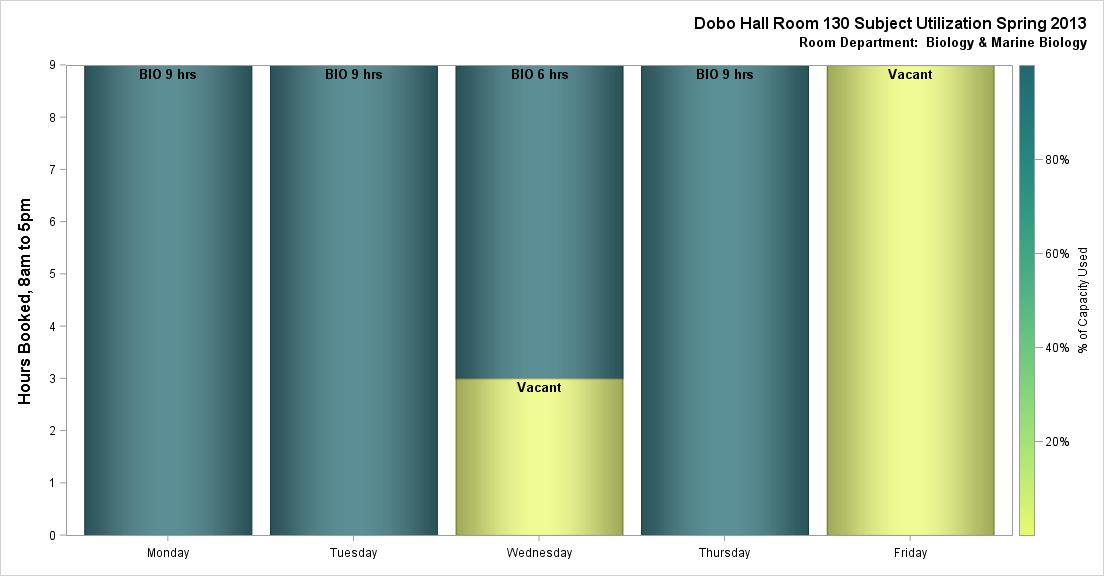 Dobo Hall Room 130 Subject Utilization Spring 2013
Room Department: Biology & Marine Biology
Hours Booked, 8am to 5pm
9
8
7
6
5
4
3
2
1
0
BIO 9 hrs
BIO 9 hrs
BIO 6 hrs
BIO 9 hrs
Vacant
Vacant
Monday
Tuesday
Wednesday
Thursday
Friday
80%
60%
40%
20%
% of Capacity Used